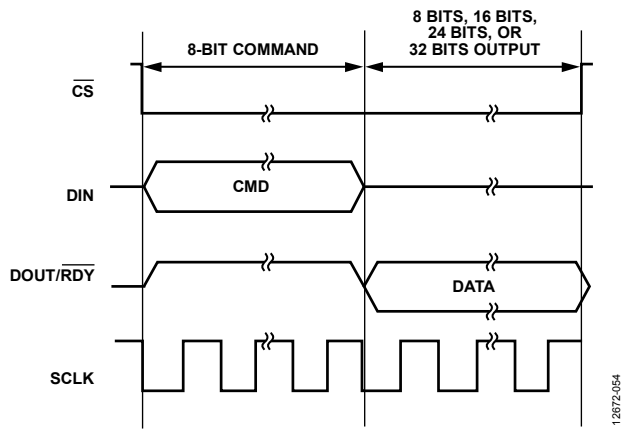 8 BITS, 16 BITS,
24 BITS, OR
32 BITS OUTPUT
8-BIT COMMAND
CS
DIN
CMD
DOUT/RDY
DATA
SCLK
12672-054